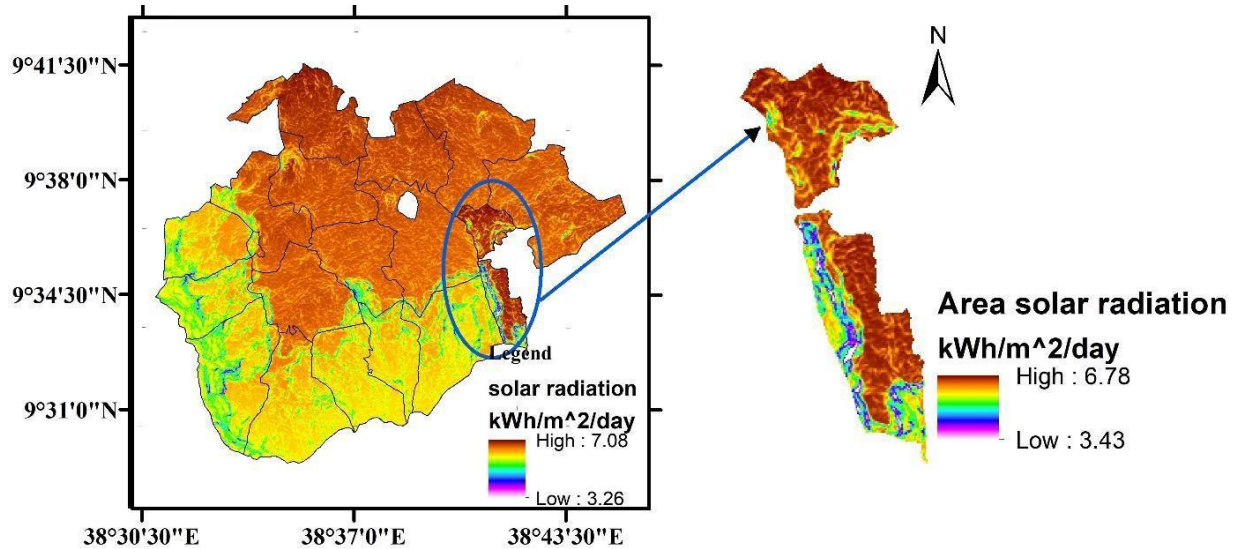 9°41'30"N
9°38'0"N
9°34'30"N
9°31'0"N
38°30'30"E
38°37'0"E
38°43'30"E
Legend
solar radiation
kWh/m^2/day
High : 7.08
Low : 3.26
N
Area solar radiation
kWh/m^2/day
High : 6.78
Low : 3.43